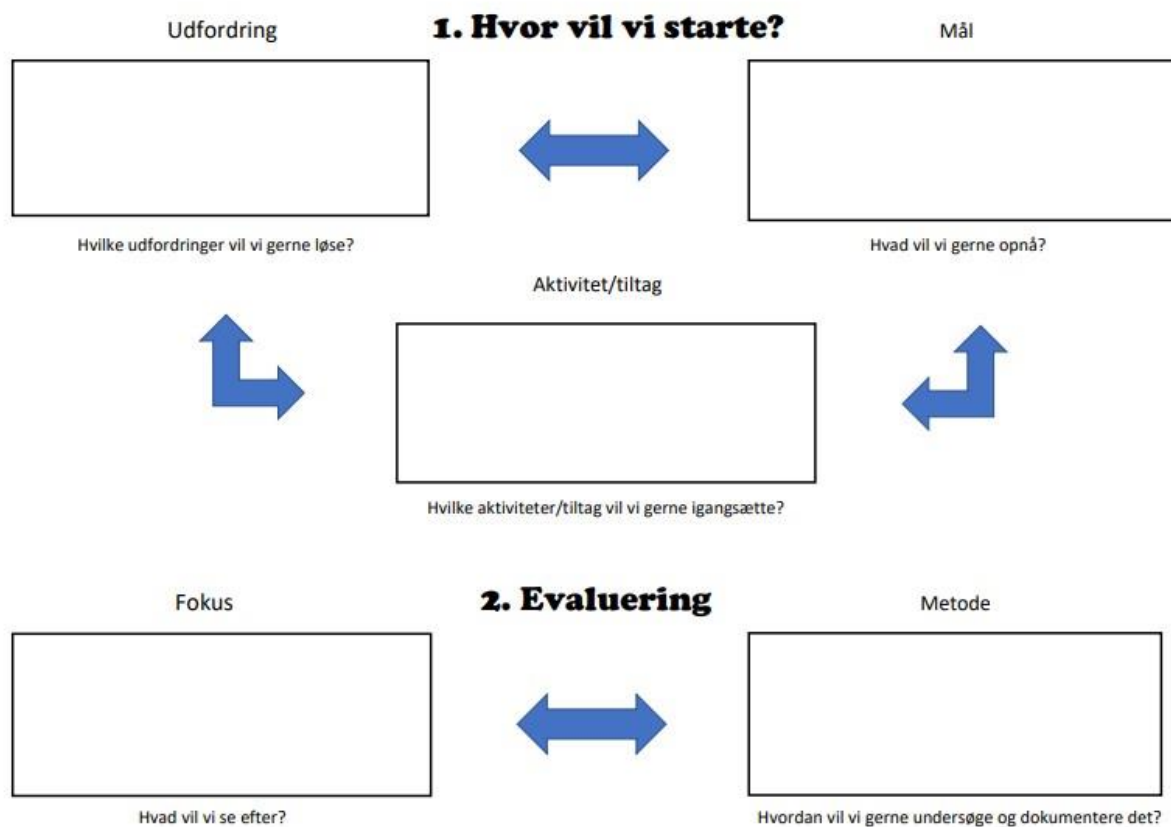 Udfordring
1. Hvor vil vi starte?
Mål
Hvilke udfordringer vil vi gerne løse?
Hvad vil vi gerne opnå?
Aktivitet/tiltag
Hvilke aktiviteter/tiltag vil vi gerne igangsætte?
Fokus
2. Evaluering
Metode
Hvad vil vi se efter?
Hvordan vil vi gerne undersøge og dokumentere det?